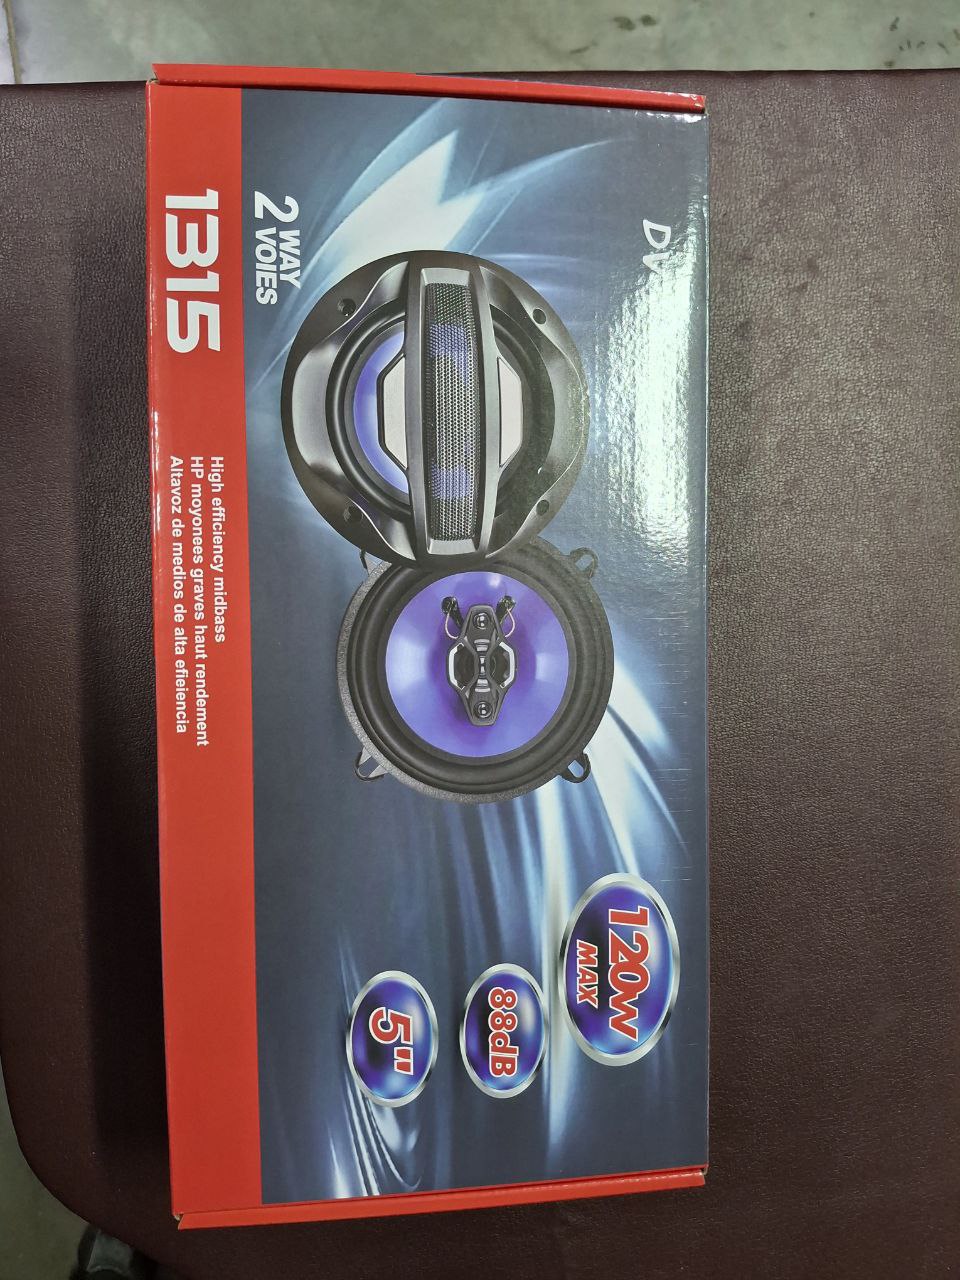 DV
120W
MAX
88dB
5"
2 WAY
VOIES
1315
High efficiency midbass
HP moyonees graves haut rendement
Altavoz de medios de alta efieiencia